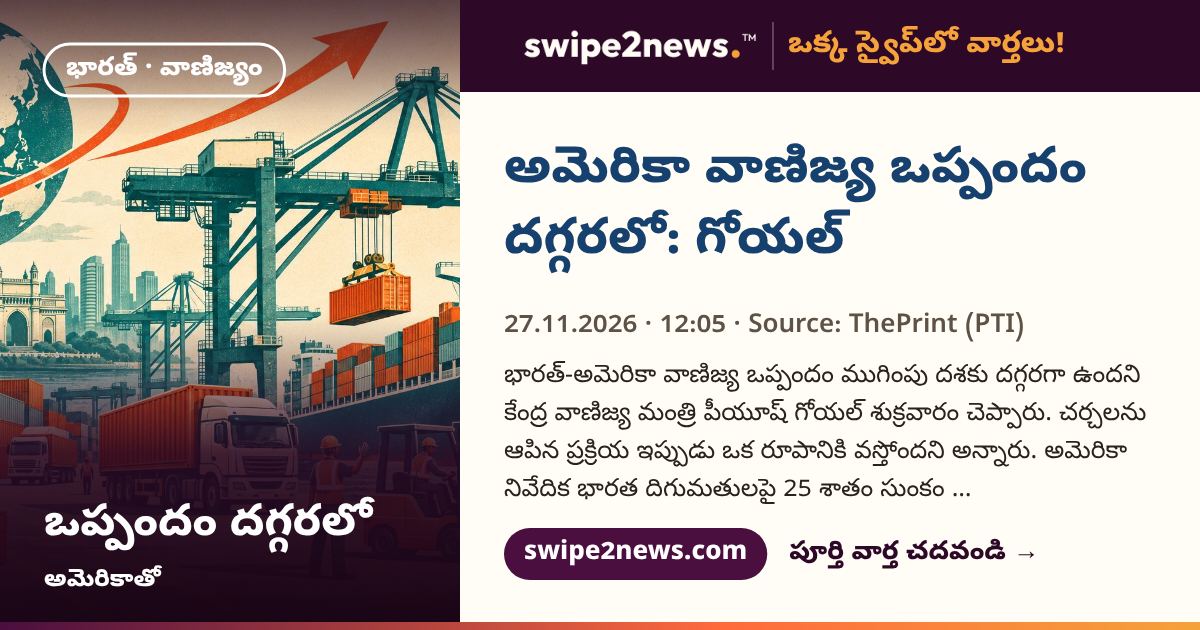 భారత్ · వాణిజ్యం
ఒప్పందం దగ్గరలో
అమెరికాతో
swipe2news.™ ఒక్క స్వైప్‌లో వార్తలు!
అమెరికా వాణిజ్య ఒప్పందం
దగ్గరలో: గోయల్
27.11.2026 · 12:05 · Source: ThePrint (PTI)
భారత్-అమెరికా వాణిజ్య ఒప్పందం ముగింపు దశకు దగ్గరగా ఉందని
కేంద్ర వాణిజ్య మంత్రి పీయూష్ గోయల్ శుక్రవారం చెప్పారు. చర్చలను
ఆపిన ప్రక్రియ ఇప్పుడు ఒక రూపానికి వస్తోందని అన్నారు. అమెరికా
నివేదిక భారత దిగుమతులపై 25 శాతం సుంకం ...
swipe2news.com పూర్తి వార్త చదవండి →